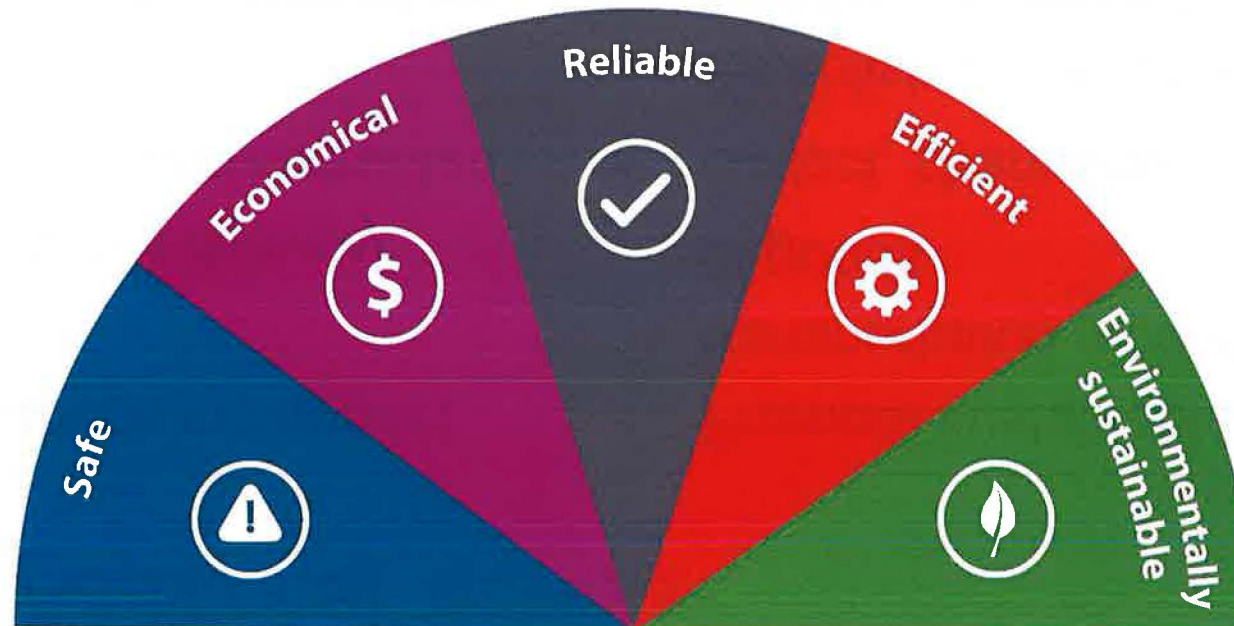 Safe
Economical
Reliable
Efficient
Environmentally
sustainable
$
!